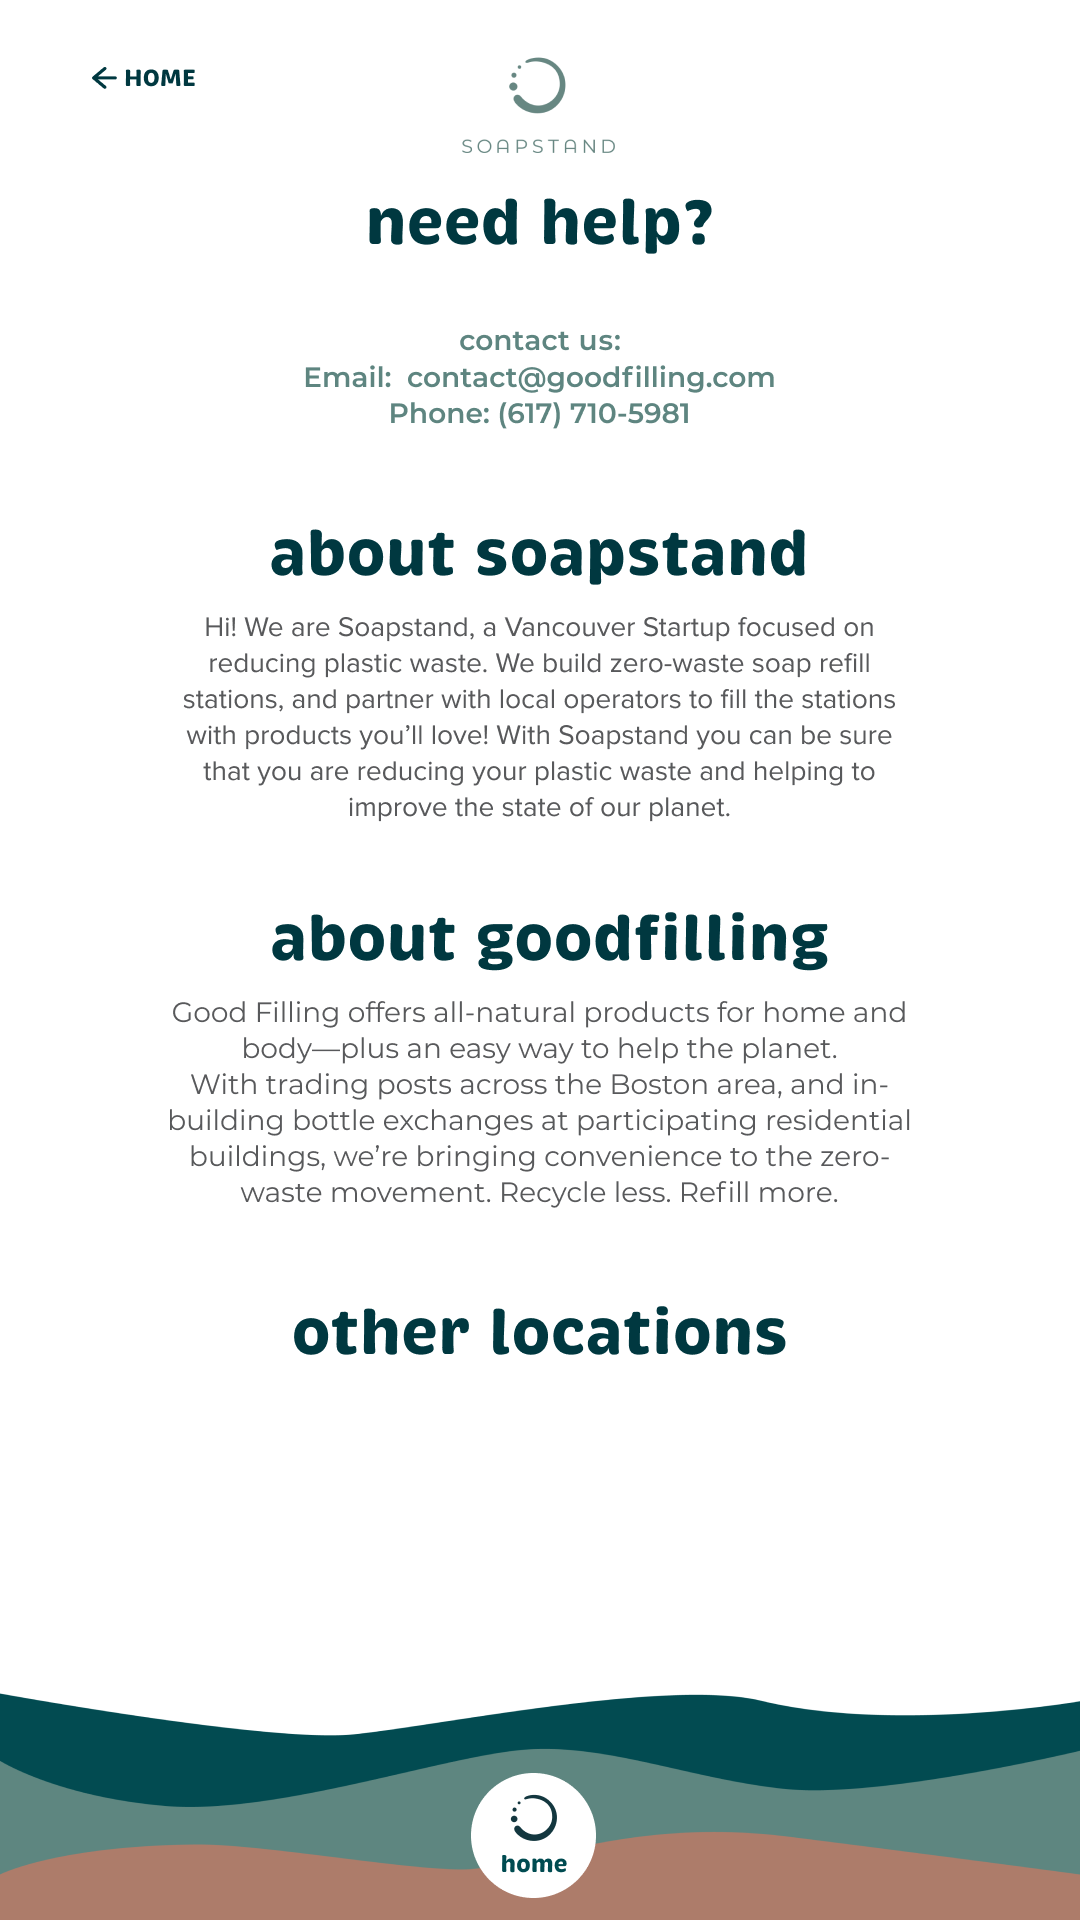 ← HOME
SOAPSTAND
need help?
contact us:
Email: contact@goodfilling.com
Phone: (617) 710-5981
about soapstand
Hi! We are Soapstand, a Vancouver Startup focused on
reducing plastic waste. We build zero-waste soap refill
stations, and partner with local operators to fill the stations
with products you’ll love! With Soapstand you can be sure
that you are reducing your plastic waste and helping to
improve the state of our planet.
about goodfilling
Good Filling offers all-natural products for home and
body—plus an easy way to help the planet.
With trading posts across the Boston area, and in-
building bottle exchanges at participating residential
buildings, we’re bringing convenience to the zero-
waste movement. Recycle less. Refill more.
other locations
home